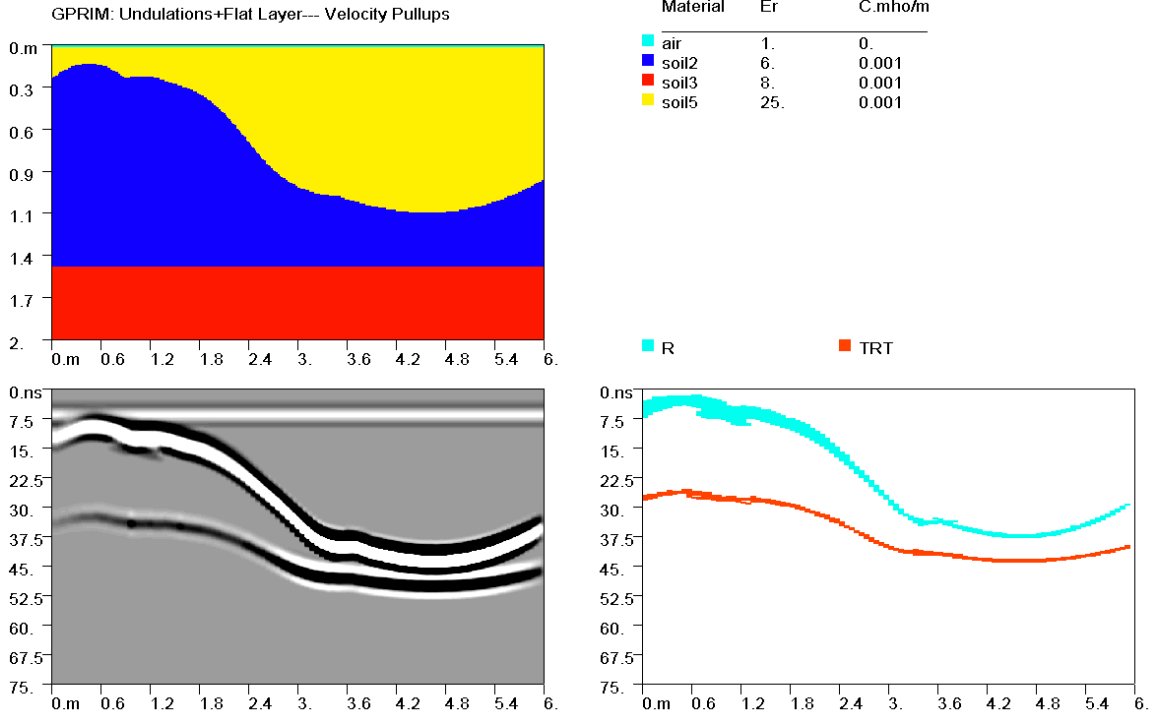 GPRIM: Undulations+Flat Layer--- Velocity Pullups
Material Er C.mho/m
air 1. 0.
soil2 6. 0.001
soil3 8. 0.001
soil5 25. 0.001
0.m
0.3
0.6
0.9
1.1
1.4
1.7
2.
0.m 0.6 1.2 1.8 2.4 3. 3.6 4.2 4.8 5.4 6.
R TRT
0.ns
7.5
15.
22.5
30.
37.5
45.
52.5
60.
67.5
75.
0.m 0.6 1.2 1.8 2.4 3. 3.6 4.2 4.8 5.4 6.
0.ns
7.5
15.
22.5
30.
37.5
45.
52.5
60.
67.5
75.
0.m 0.6 1.2 1.8 2.4 3. 3.6 4.2 4.8 5.4 6.